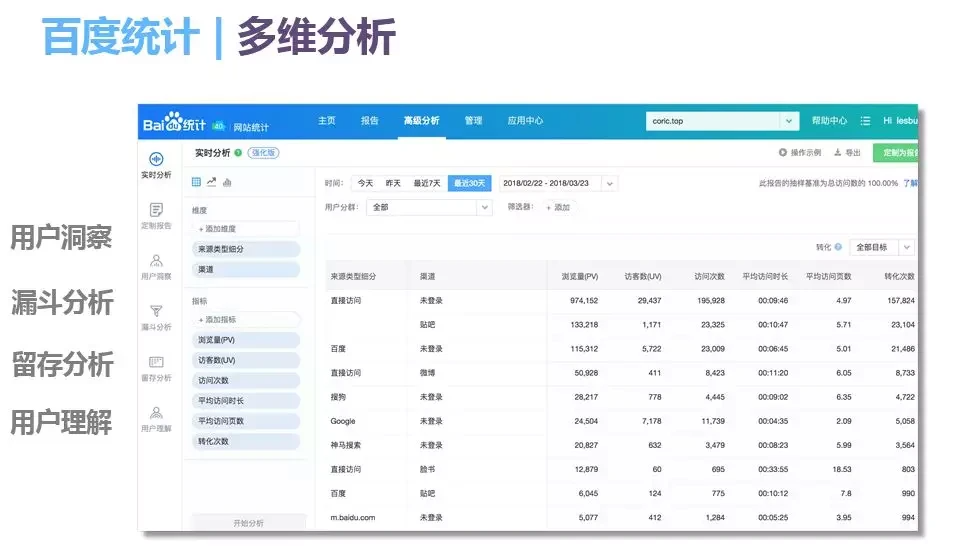 百度统计 | 多维分析
用户洞察
漏斗分析
留存分析
用户理解
Baidu统计 4.0 网站统计 主页 报告 高级分析 管理 应用中心 coric.top 帮助中心 Hi lesbu
实时分析 强化版 操作示例 导出 定制为报告
实时分析
定制报告
用户洞察
漏斗分析
留存分析
用户理解
维度
+ 添加维度
来源类型细分
渠道
指标
+ 添加指标
浏览量(PV)
访客数(UV)
访问次数
平均访问时长
平均访问页数
转化次数
开始分析
时间: 今天 昨天 最近7天 最近30天 2018/02/22 - 2018/03/23 此报告的抽样基准为总访问数的 100.00% 了解
用户分群: 全部 筛选器: + 添加
转化 全部目标
来源类型细分 渠道 浏览量(PV) 访客数(UV) 访问次数 平均访问时长 平均访问页数 转化次数
直接访问 未登录 974,152 29,437 195,928 00:09:46 4.97 157,824
贴吧 133,218 1,171 23,325 00:10:47 5.71 23,104
百度 未登录 115,312 5,722 23,009 00:06:45 5.01 21,486
直接访问 微博 50,928 411 8,423 00:11:20 6.05 8,733
搜狗 未登录 28,217 778 4,445 00:09:02 6.35 4,722
Google 未登录 24,504 7,178 11,739 00:04:35 2.09 5,058
神马搜索 未登录 20,827 632 3,479 00:08:23 5.99 3,564
直接访问 脸书 12,879 60 695 00:33:55 18.53 803
百度 贴吧 6,045 124 775 00:10:12 7.8 990
m.baidu.com 未登录 5,077 412 1,284 00:05:25 3.95 994